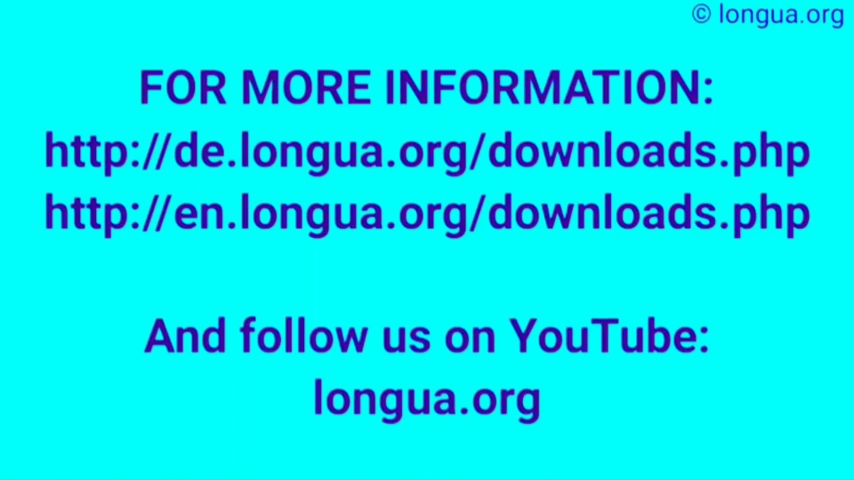 © longua.org
FOR MORE INFORMATION:
http://de.longua.org/downloads.php
http://en.longua.org/downloads.php
And follow us on YouTube:
longua.org